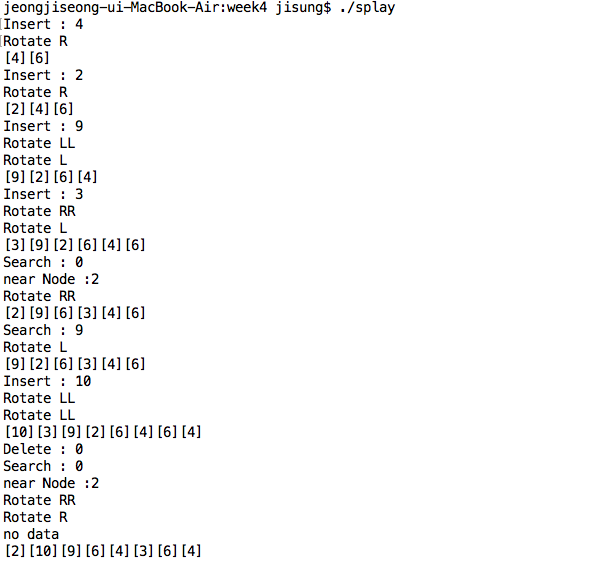 jeongjiseong-ui-MacBook-Air:week4 jisung$ ./splay
Insert : 4
Rotate R
[4][6]
Insert : 2
Rotate R
[2][4][6]
Insert : 9
Rotate LL
Rotate L
[9][2][6][4]
Insert : 3
Rotate RR
Rotate L
[3][9][2][6][4][6]
Search : 0
near Node :2
Rotate RR
[2][9][6][3][4][6]
Search : 9
Rotate L
[9][2][6][3][4][6]
Insert : 10
Rotate LL
Rotate LL
[10][3][9][2][6][4][6][4]
Delete : 0
Search : 0
near Node :2
Rotate RR
Rotate R
no data
[2][10][9][6][4][3][6][4]